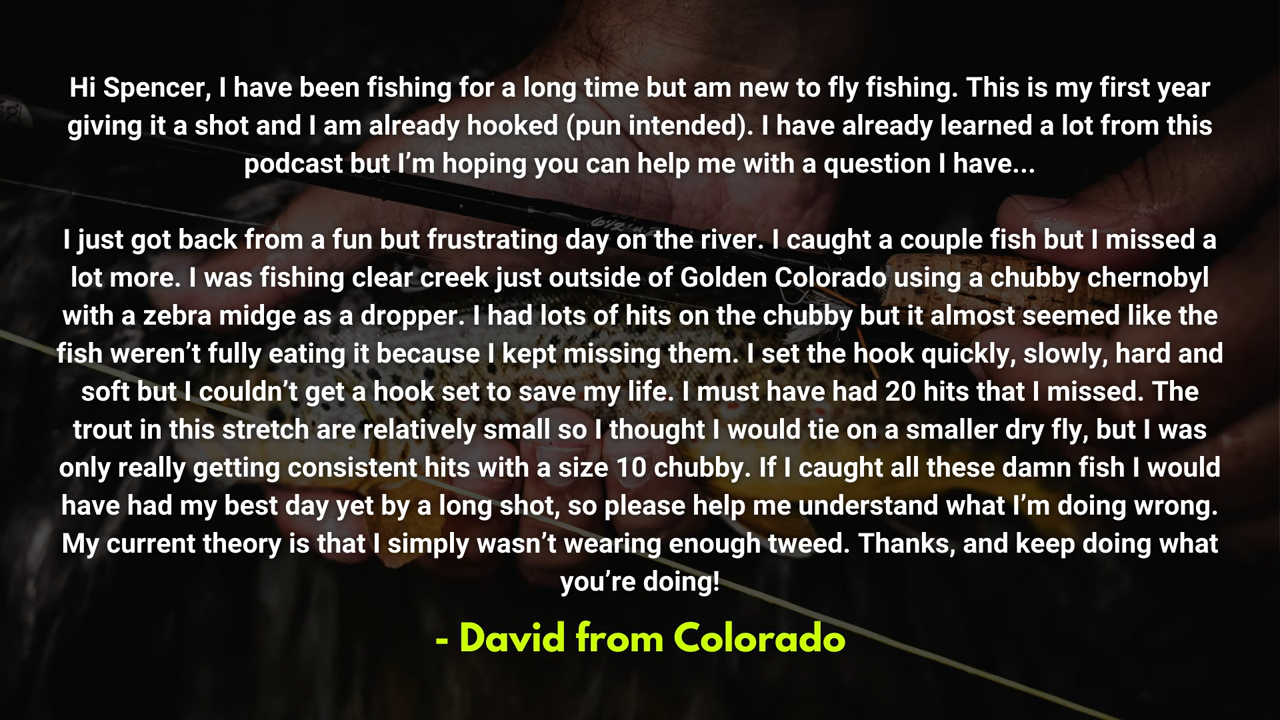 Hi Spencer, I have been fishing for a long time but am new to fly fishing. This is my first year
giving it a shot and I am already hooked (pun intended). I have already learned a lot from this
podcast but I’m hoping you can help me with a question I have...
I just got back from a fun but frustrating day on the river. I caught a couple fish but I missed a
lot more. I was fishing clear creek just outside of Golden Colorado using a chubby chernobyl
with a zebra midge as a dropper. I had lots of hits on the chubby but it almost seemed like the
fish weren’t fully eating it because I kept missing them. I set the hook quickly, slowly, hard and
soft but I couldn’t get a hook set to save my life. I must have had 20 hits that I missed. The
trout in this stretch are relatively small so I thought I would tie on a smaller dry fly, but I was
only really getting consistent hits with a size 10 chubby. If I caught all these damn fish I would
have had my best day yet by a long shot, so please help me understand what I’m doing wrong.
My current theory is that I simply wasn’t wearing enough tweed. Thanks, and keep doing what
you’re doing!
- David from Colorado